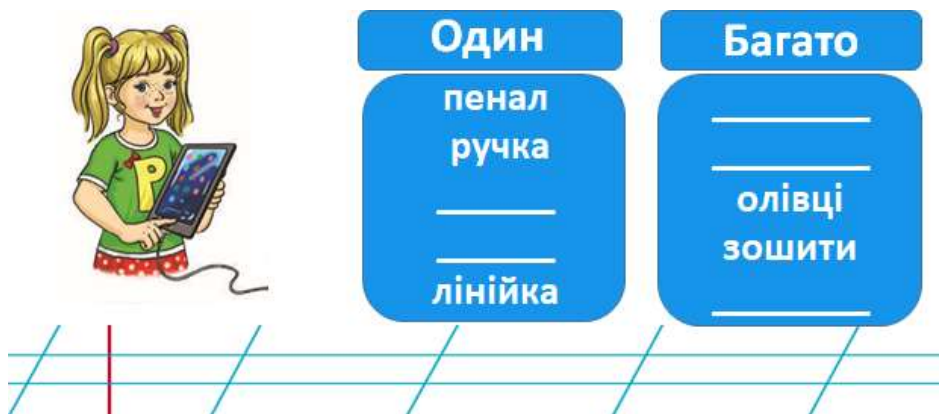 Один
пенал
ручка
лінійка
Багато
олівці
зошити
Р